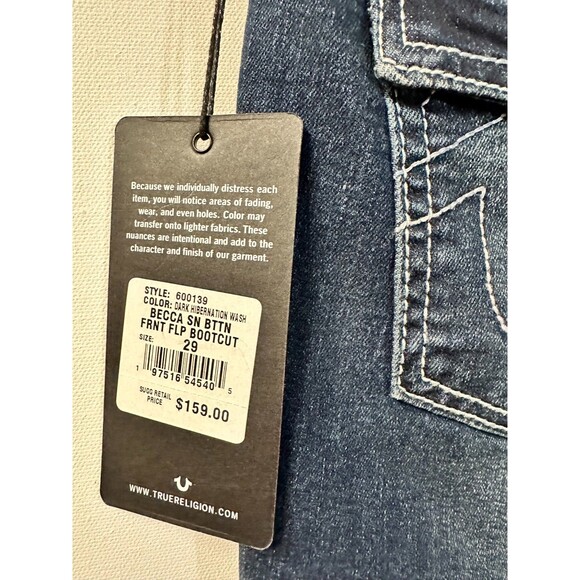 Because we individually distress each
item, you will notice areas of fading,
wear, and even holes. Color may
transfer onto lighter fabrics. These
nuances are intentional and add to the
character and finish of our garment.
STYLE: 600139
COLOR: DARK HIBERNATION WASH
BECCA SN BTTN
FRNT FLP BOOTCUT
SIZE: 29
1 97516 54540 5
SUGG RETAIL
PRICE $159.00
WWW.TRUERELIGION.COM